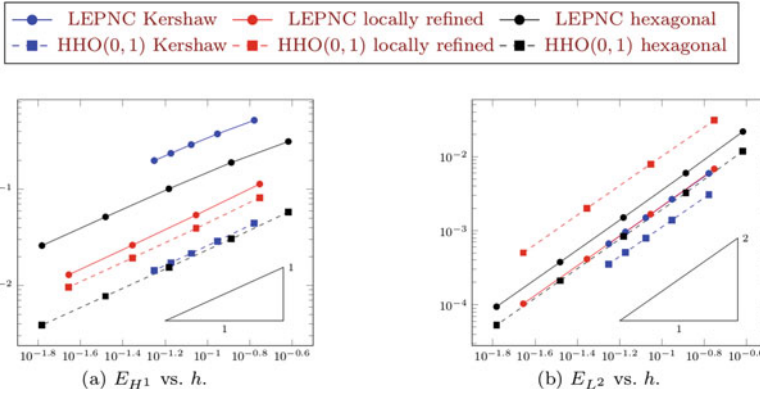 LEPNC Kershaw LEPNC locally refined LEPNC hexagonal
HHO(0, 1) Kershaw HHO(0, 1) locally refined HHO(0, 1) hexagonal
10^{-2}
10^{-3}
10^{-4}
1
1
2
1
10^{-1.8} 10^{-1.6} 10^{-1.4} 10^{-1.2} 10^{-1} 10^{-0.8} 10^{-0.6}
10^{-1.8} 10^{-1.6} 10^{-1.4} 10^{-1.2} 10^{-1} 10^{-0.8} 10^{-0.6}
(a) E_{H^1} vs. h.
(b) E_{L^2} vs. h.